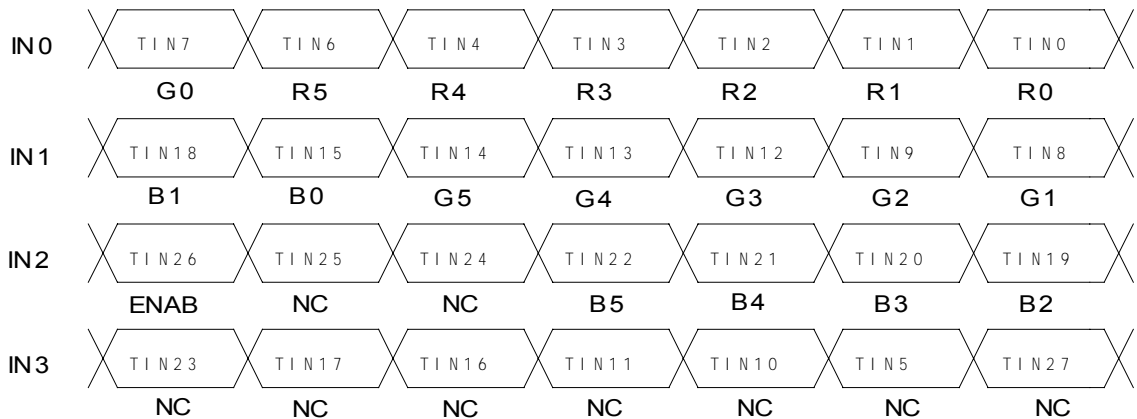 IN0 TIN7 TIN6 TIN4 TIN3 TIN2 TIN1 TIN0
G0 R5 R4 R3 R2 R1 R0
IN1 TIN18 TIN15 TIN14 TIN13 TIN12 TIN9 TIN8
B1 B0 G5 G4 G3 G2 G1
IN2 TIN26 TIN25 TIN24 TIN22 TIN21 TIN20 TIN19
ENAB NC NC B5 B4 B3 B2
IN3 TIN23 TIN17 TIN16 TIN11 TIN10 TIN5 TIN27
NC NC NC NC NC NC NC